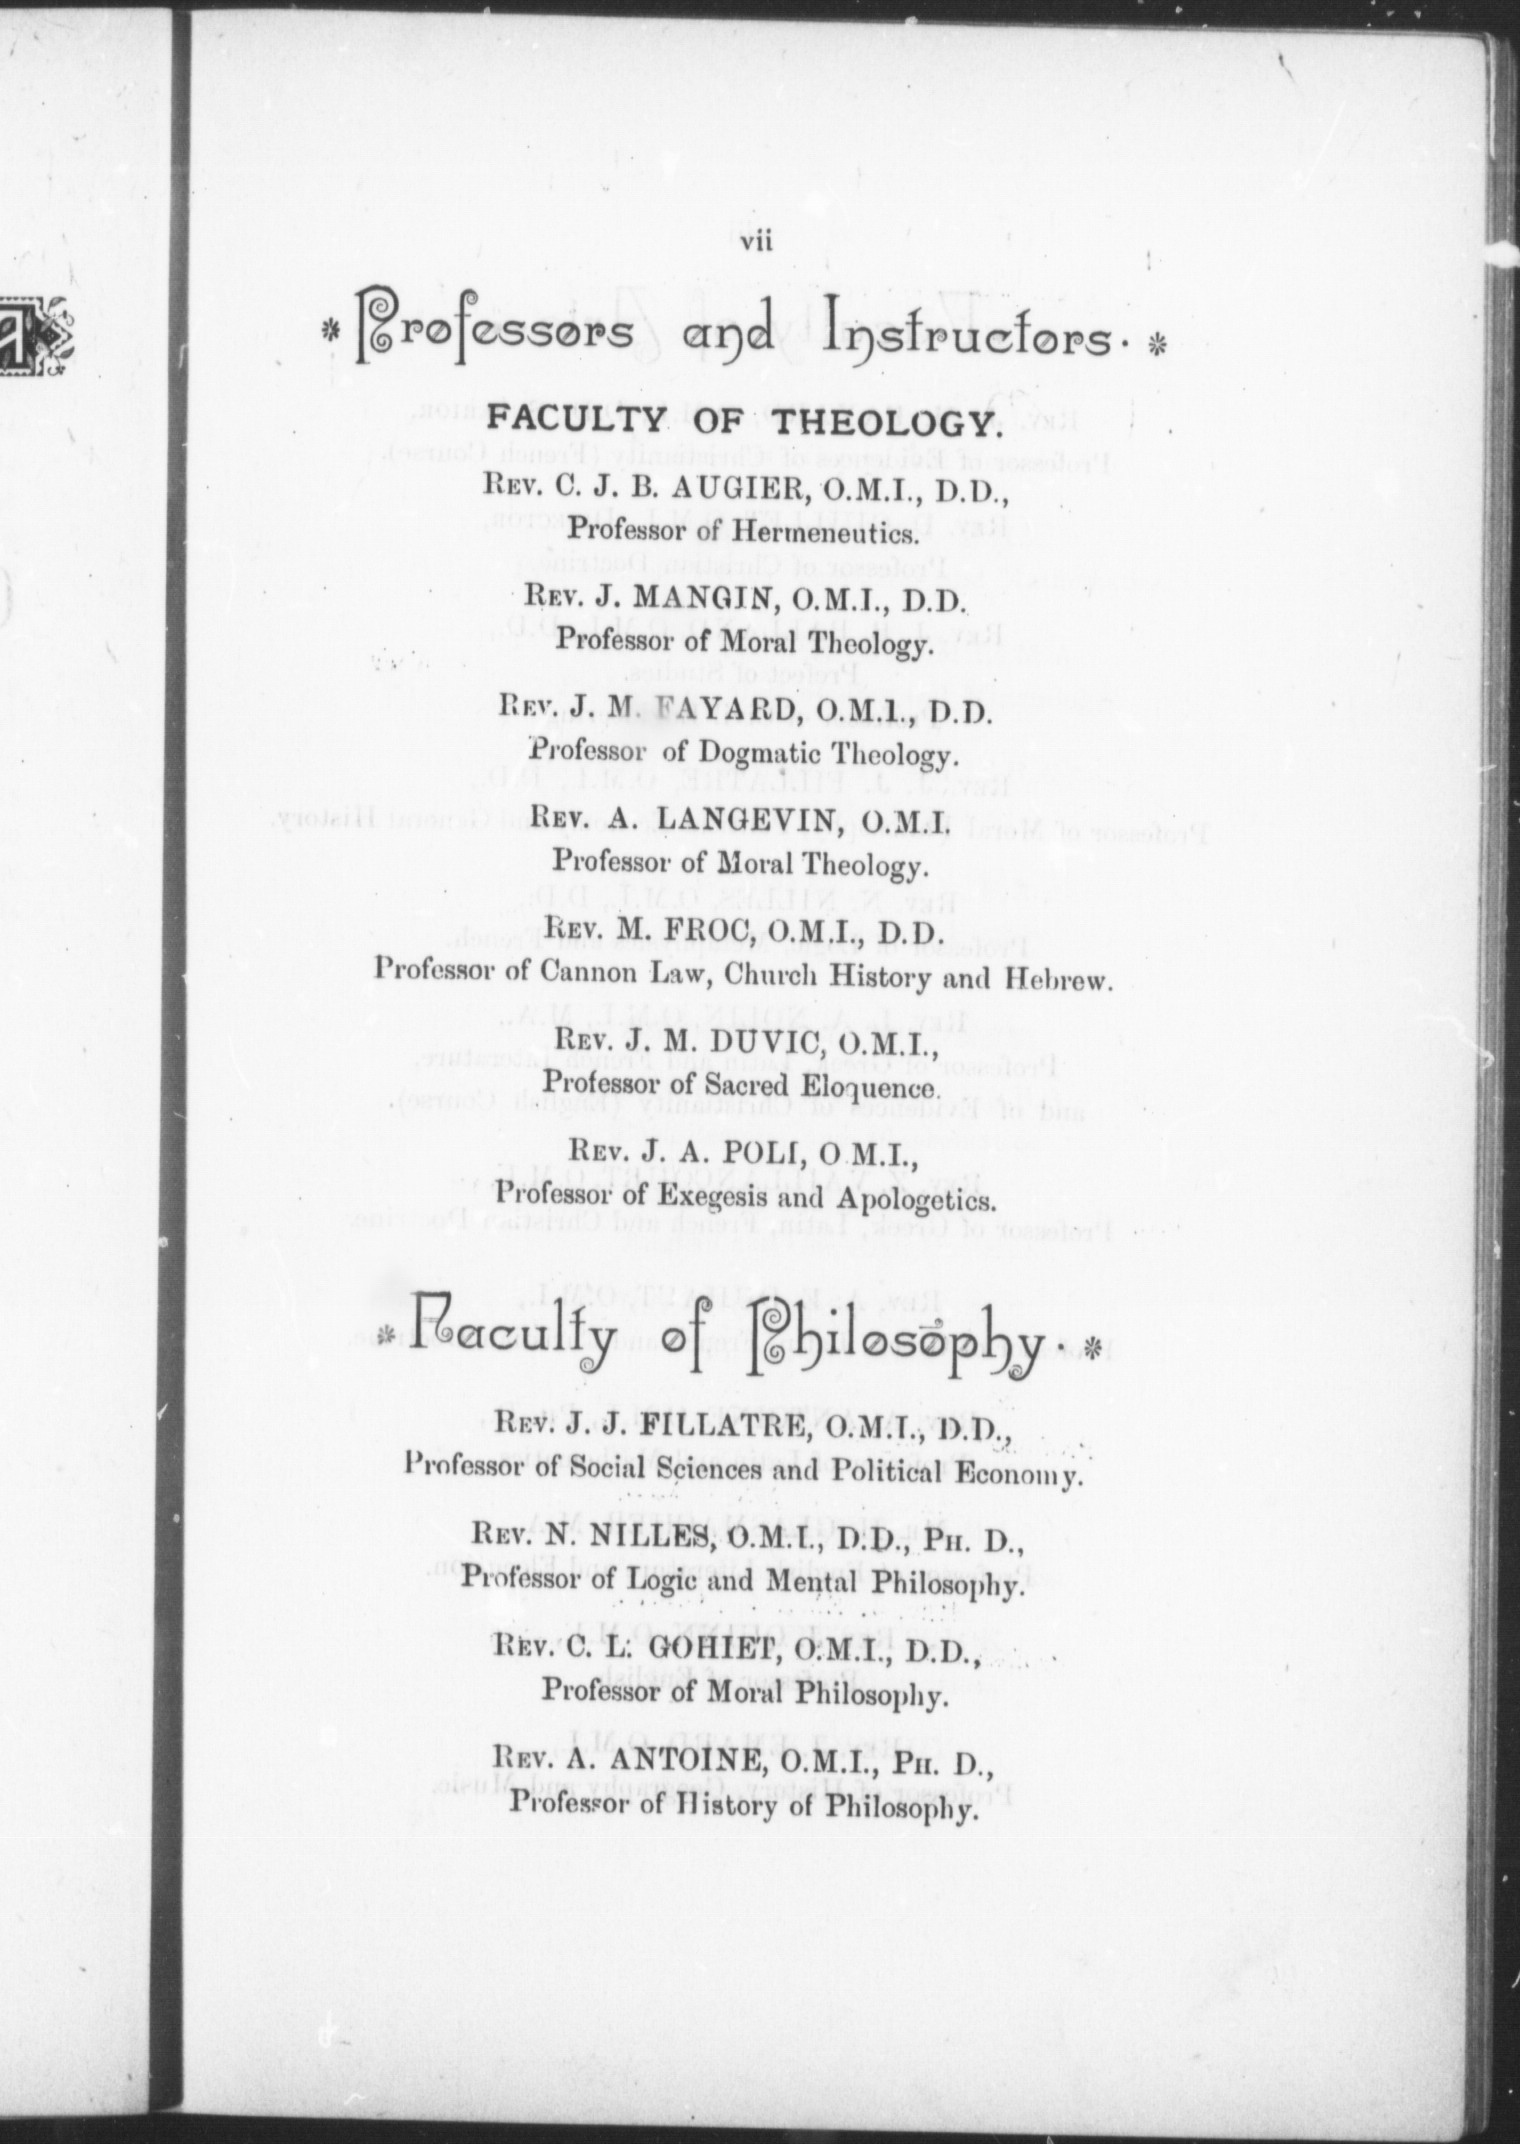 vii
* Professors and Instructors. *
FACULTY OF THEOLOGY.
REV. C. J. B. AUGIER, O.M.I., D.D.,
Professor of Hermeneutics.
REV. J. MANGIN, O.M.I., D.D.
Professor of Moral Theology.
REV. J. M. FAYARD, O.M.I., D.D.
Professor of Dogmatic Theology.
REV. A. LANGEVIN, O.M.I.
Professor of Moral Theology.
REV. M. FROC, O.M.I., D.D.
Professor of Cannon Law, Church History and Hebrew.
REV. J. M. DUVIC, O.M.I.,
Professor of Sacred Eloquence.
REV. J. A. POLI, O M.I.,
Professor of Exegesis and Apologetics.
* Faculty of Philosophy. *
REV. J. J. FILLATRE, O.M.I., D.D.,
Professor of Social Sciences and Political Economy.
REV. N. NILLES, O.M.I., D.D., PH. D.,
Professor of Logic and Mental Philosophy.
REV. C. L. GOHIET, O.M.I., D.D.,
Professor of Moral Philosophy.
REV. A. ANTOINE, O.M.I., PH. D.,
Professor of History of Philosophy.